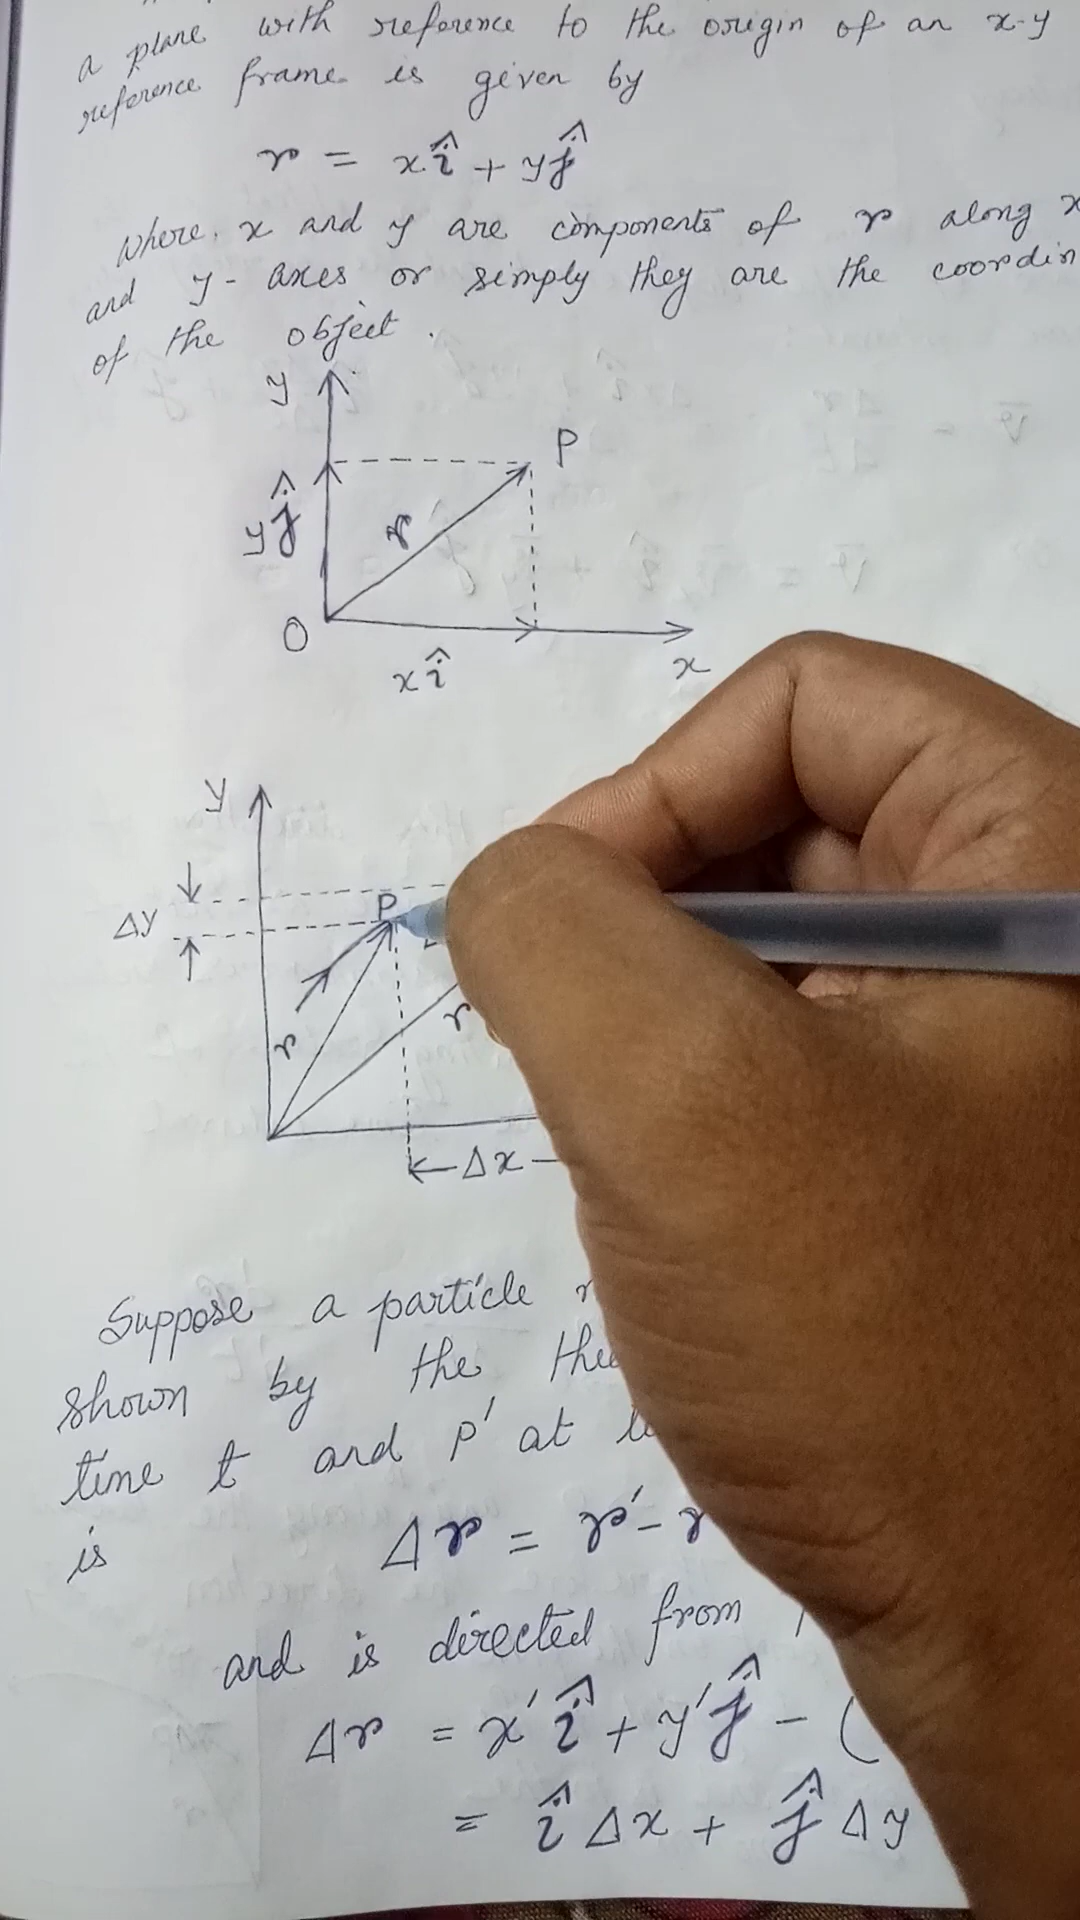 a plane with reference to the origin of an x-y
reference frame is given by
r = xî + yĵ
where, x and y are components of r along x
and y- axes or simply they are the coordin
of the object.
y
P
yĵ
r
O
xî
x
y
Δy
P
r
r
Δx
Suppose a particle
shown by the
time t and P' at
is
Δr = r' -
and is directed from
Δr = x'î + y'ĵ - (
= îΔx + ĵΔy